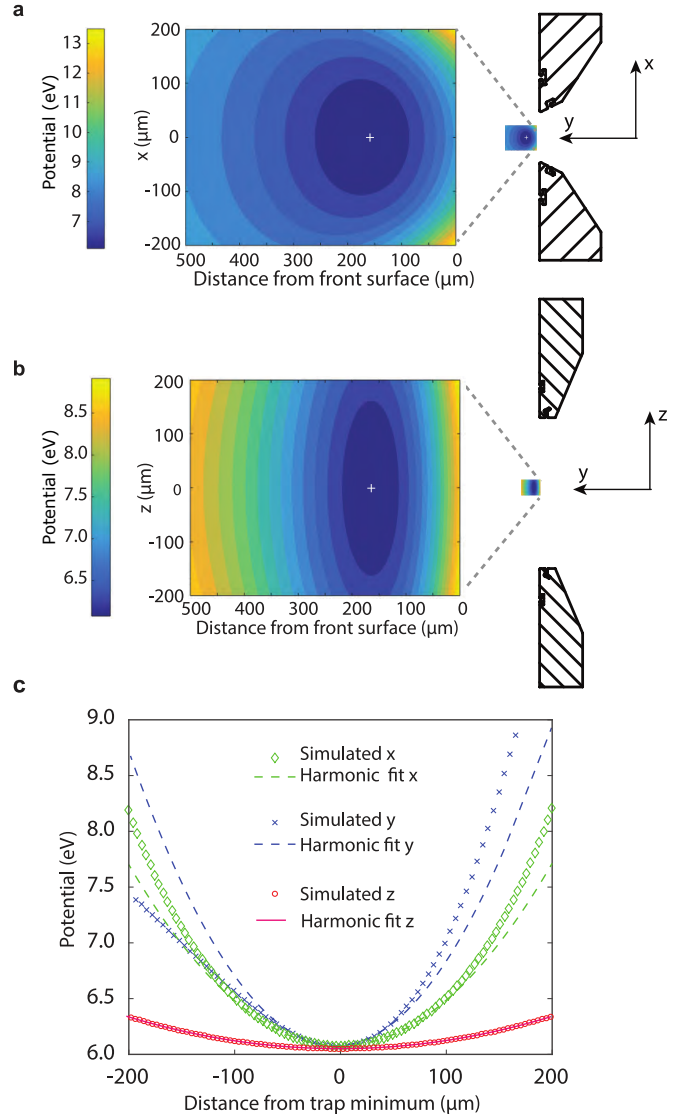 a
Potential (eV)
13
12
11
10
9
8
7
x (µm)
200
100
0
-100
-200
500 400 300 200 100 0
Distance from front surface (µm)
x
y
b
Potential (eV)
8.5
8.0
7.5
7.0
6.5
z (µm)
200
100
0
-100
-200
500 400 300 200 100 0
Distance from front surface (µm)
z
y
c
Potential (eV)
9.0
8.5
8.0
7.5
7.0
6.5
6.0
Simulated x
Harmonic fit x
Simulated y
Harmonic fit y
Simulated z
Harmonic fit z
-200 -100 0 100 200
Distance from trap minimum (µm)